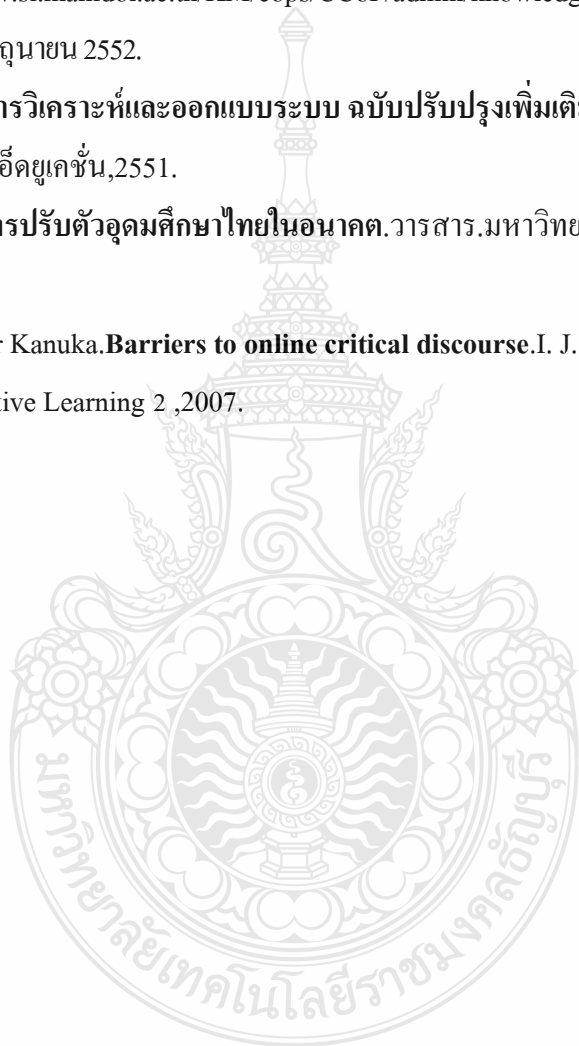 ถุนายน 2552.
ารวิเคราะห์และออกแบบระบบ ฉบับปรับปรุงเพิ่มเติม
อ็ดยูเคชั่น,2551.
ารปรับตัวอุดมศึกษาไทยในอนาคต.วารสาร.มหาวิทย
r Kanuka.Barriers to online critical discourse.I. J.
tive Learning 2 ,2007.
มหาวิทยาลัยเทคโนโลยีราชมงคลธัญบุรี